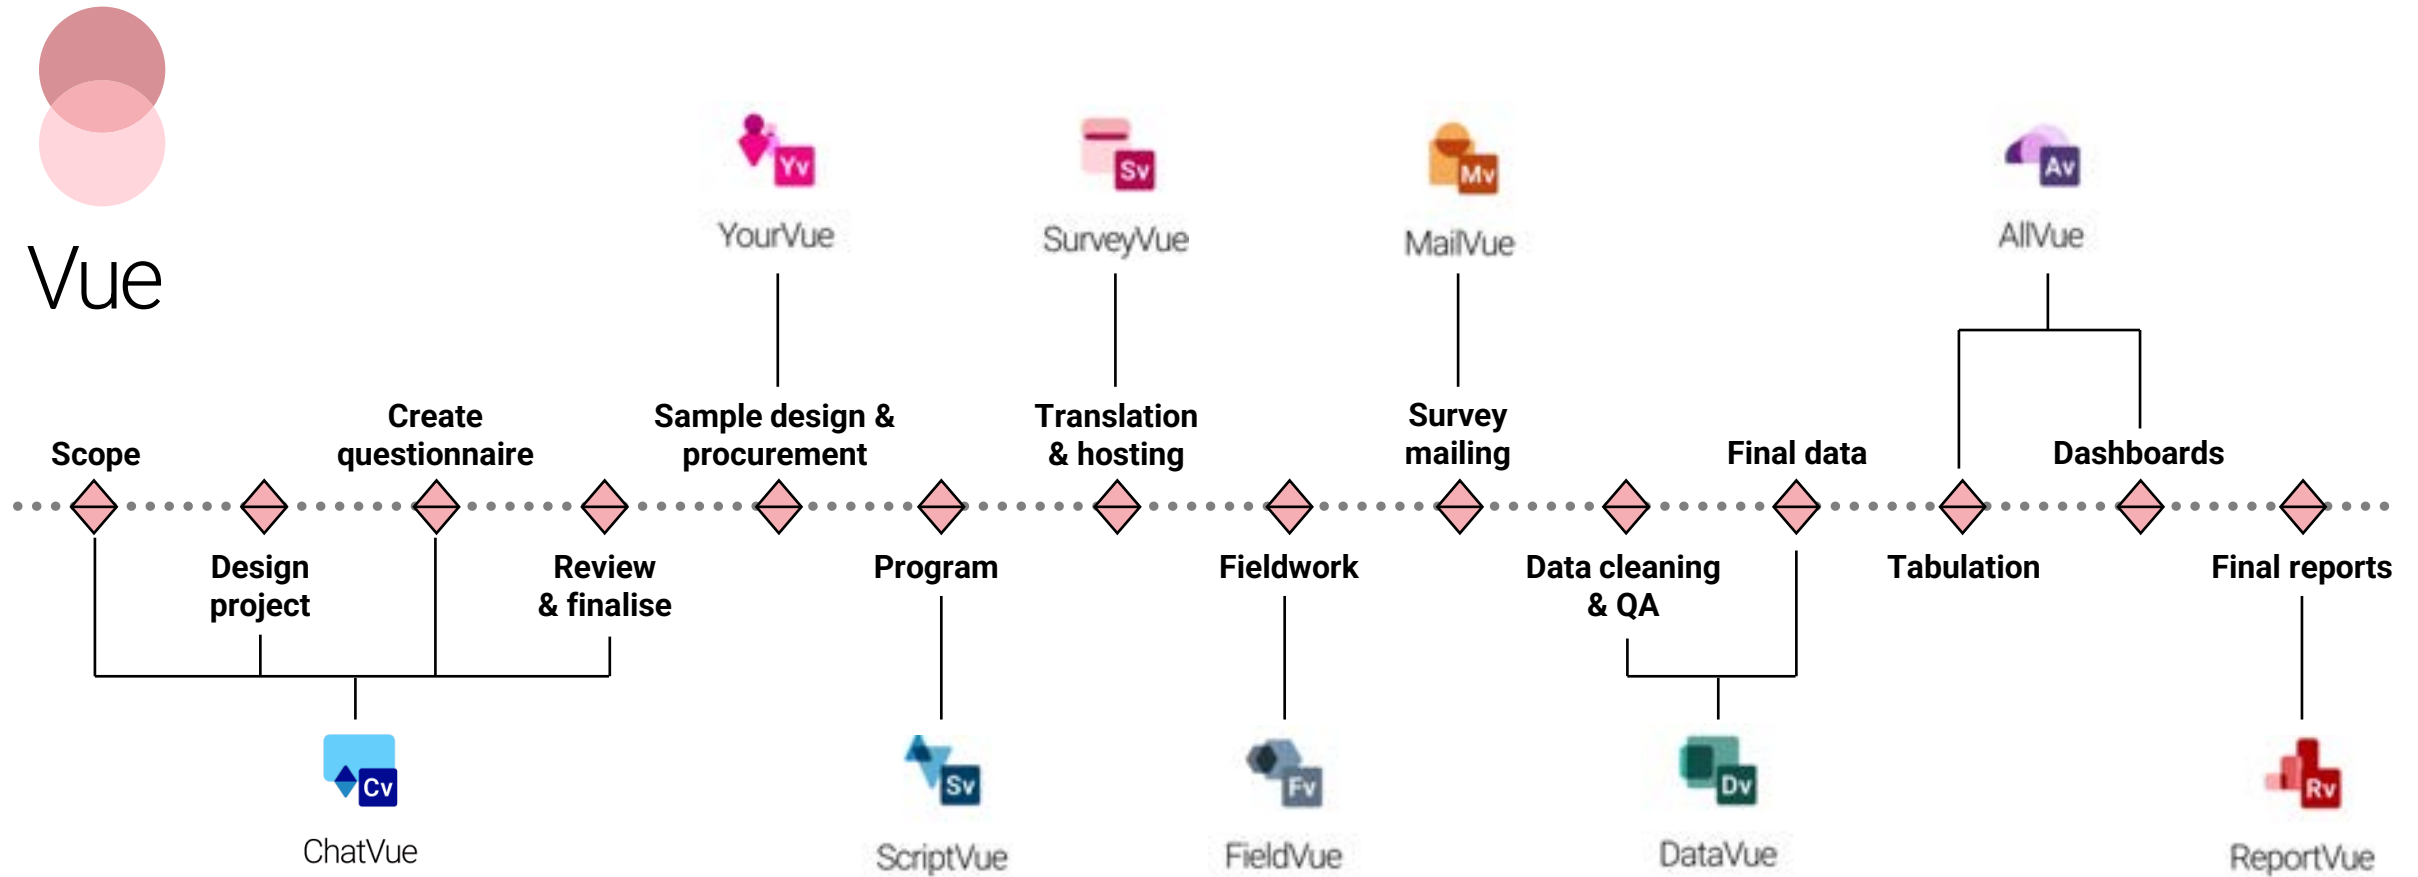 Vue
Yv
YourVue
Sv
SurveyVue
Mv
MailVue
Av
AllVue
Scope
Design
project
Create
questionnaire
Review
& finalise
Sample design &
procurement
Program
Translation
& hosting
Fieldwork
Survey
mailing
Data cleaning
& QA
Final data
Tabulation
Dashboards
Final reports
Cv
ChatVue
Sv
ScriptVue
Fv
FieldVue
Dv
DataVue
Rv
ReportVue